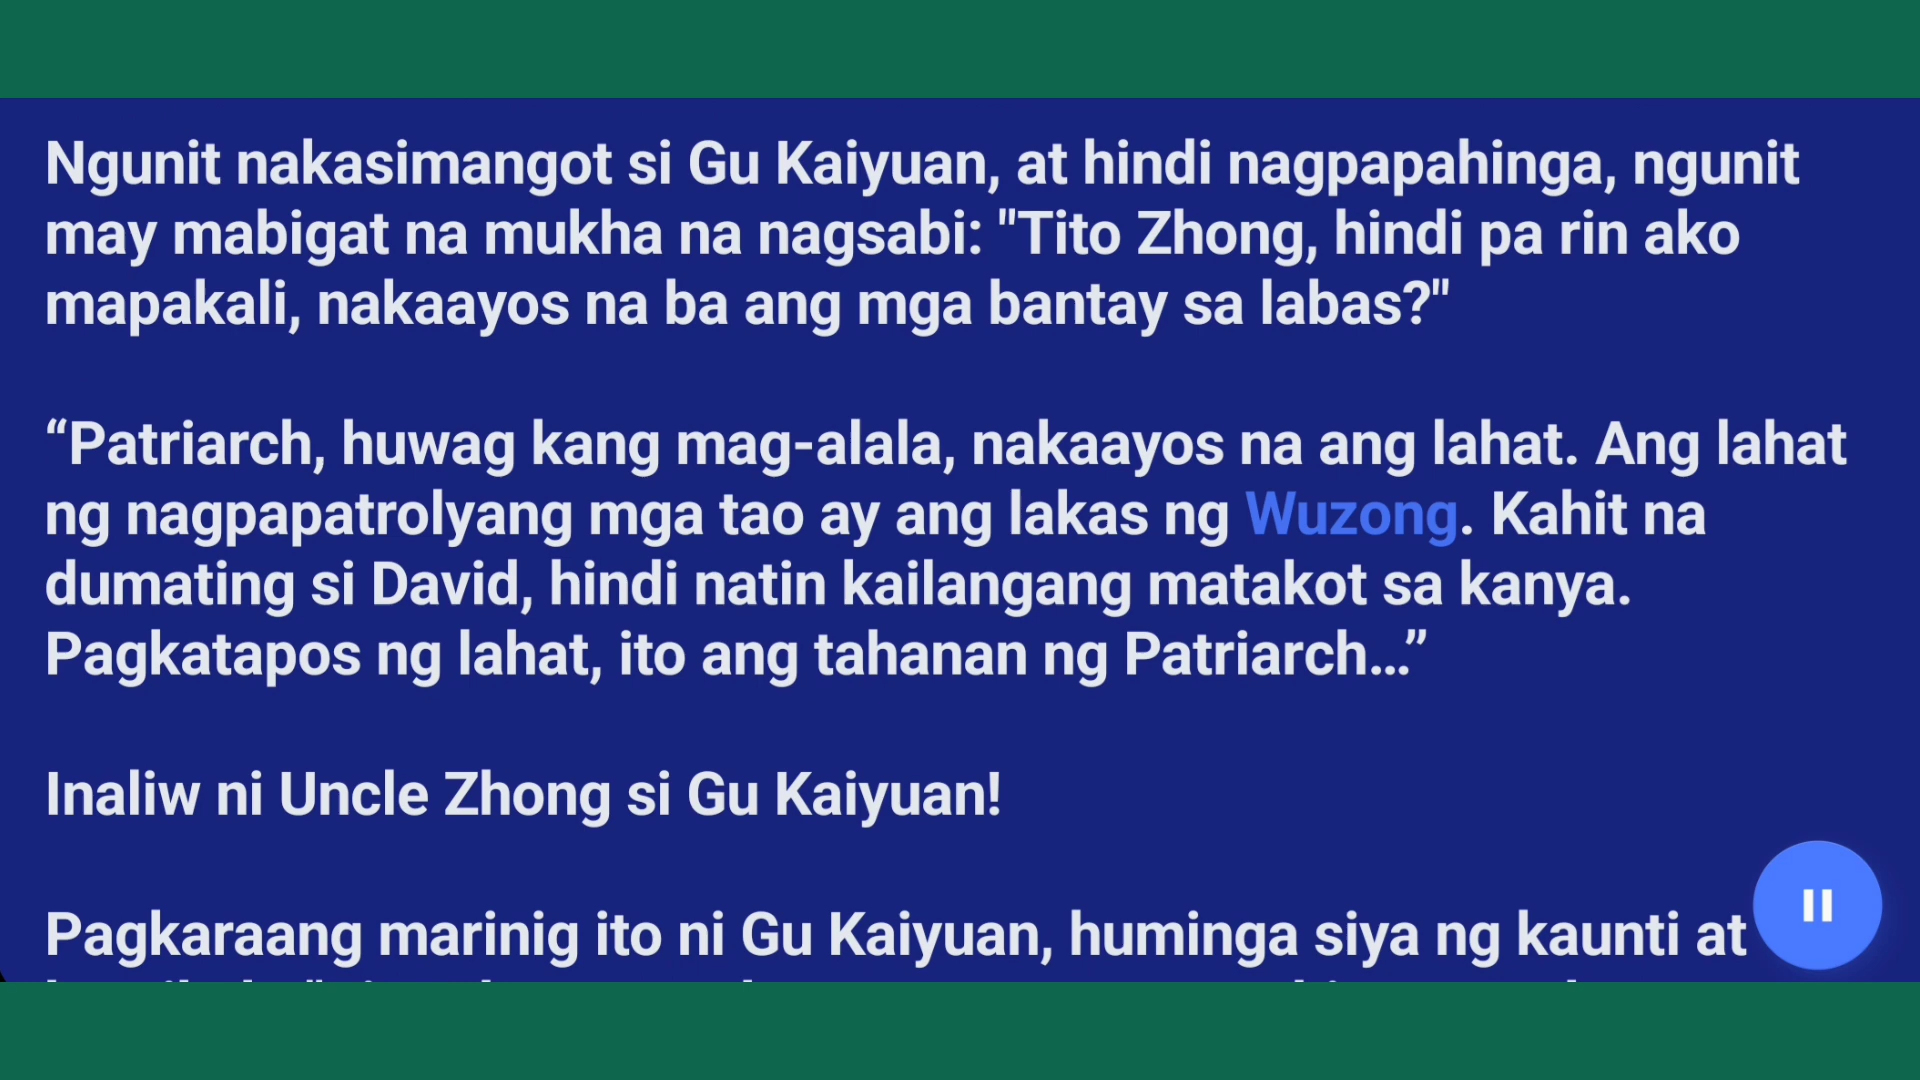 Ngunit nakasimangot si Gu Kaiyuan, at hindi nagpapahinga, ngunit
may mabigat na mukha na nagsabi: "Tito Zhong, hindi pa rin ako
mapakali, nakaayos na ba ang mga bantay sa labas?"
“Patriarch, huwag kang mag-alala, nakaayos na ang lahat. Ang lahat
ng nagpapatrolyang mga tao ay ang lakas ng Wuzong. Kahit na
dumating si David, hindi natin kailangang matakot sa kanya.
Pagkatapos ng lahat, ito ang tahanan ng Patriarch...”
Inaliw ni Uncle Zhong si Gu Kaiyuan!
Pagkaraang marinig ito ni Gu Kaiyuan, huminga siya ng kaunti at